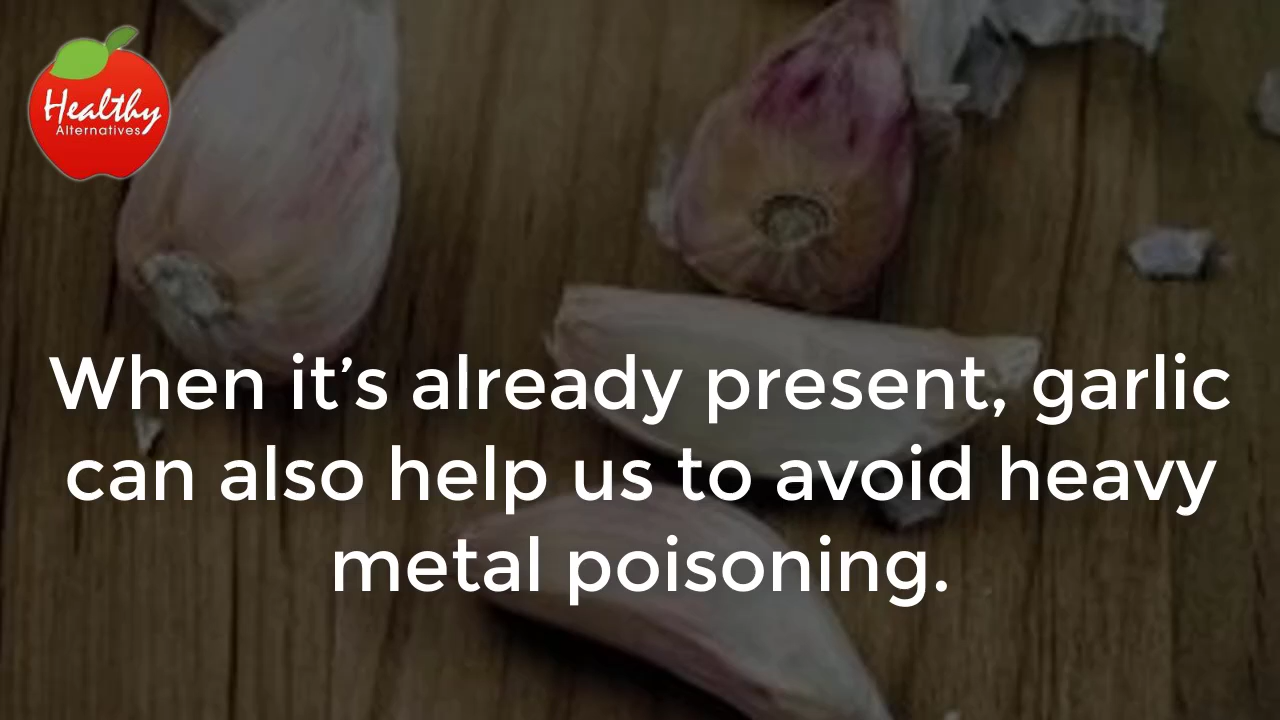 Healthy
Alternatives
When it’s already present, garlic
can also help us to avoid heavy
metal poisoning.